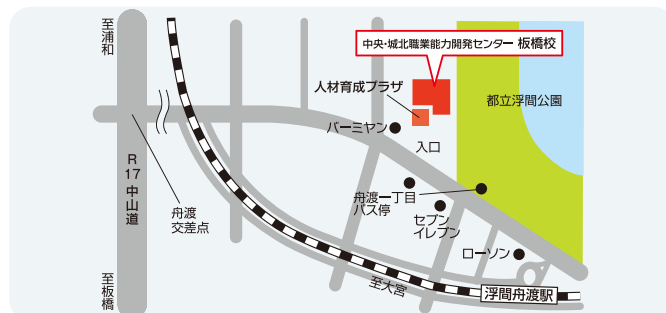 至浦和
中央・城北職業能力開発センター 板橋校
人材育成プラザ
都立浮間公園
バーミヤン
入口
R
17
中山道
舟渡
交差点
舟渡一丁目
バス停
セブン
イレブン
ローソン
至大宮
浮間舟渡駅
至板橋